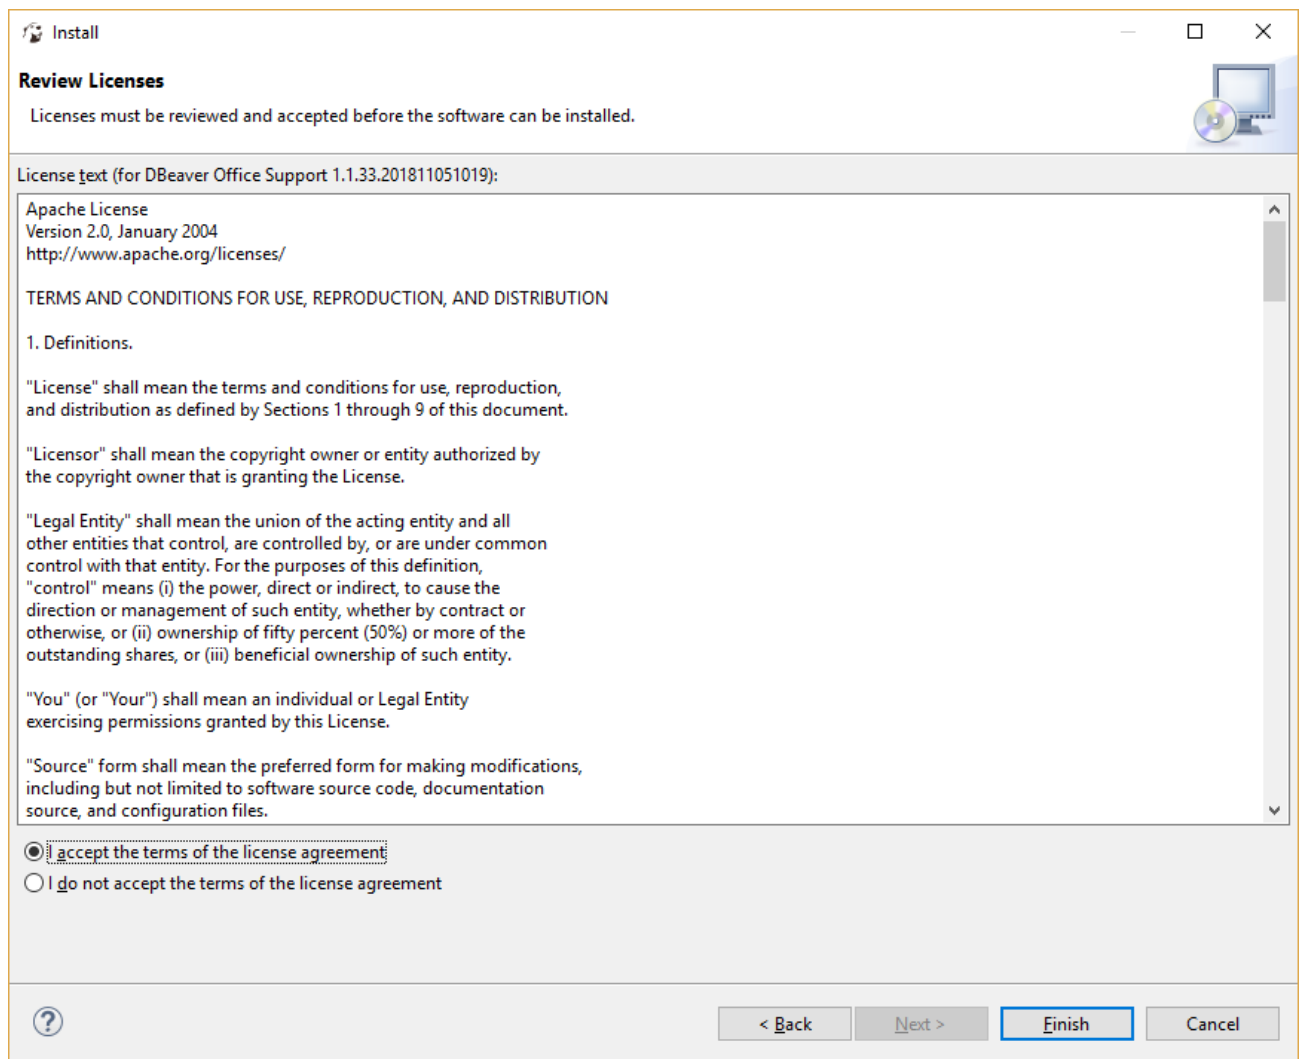 Install
Review Licenses
Licenses must be reviewed and accepted before the software can be installed.
License text (for DBeaver Office Support 1.1.33.201811051019):
Apache License
Version 2.0, January 2004
http://www.apache.org/licenses/
TERMS AND CONDITIONS FOR USE, REPRODUCTION, AND DISTRIBUTION
1. Definitions.
"License" shall mean the terms and conditions for use, reproduction,
and distribution as defined by Sections 1 through 9 of this document.
"Licensor" shall mean the copyright owner or entity authorized by
the copyright owner that is granting the License.
"Legal Entity" shall mean the union of the acting entity and all
other entities that control, are controlled by, or are under common
control with that entity. For the purposes of this definition,
"control" means (i) the power, direct or indirect, to cause the
direction or management of such entity, whether by contract or
otherwise, or (ii) ownership of fifty percent (50%) or more of the
outstanding shares, or (iii) beneficial ownership of such entity.
"You" (or "Your") shall mean an individual or Legal Entity
exercising permissions granted by this License.
"Source" form shall mean the preferred form for making modifications,
including but not limited to software source code, documentation
source, and configuration files.
I accept the terms of the license agreement
I do not accept the terms of the license agreement
?
< Back
Next >
Finish
Cancel